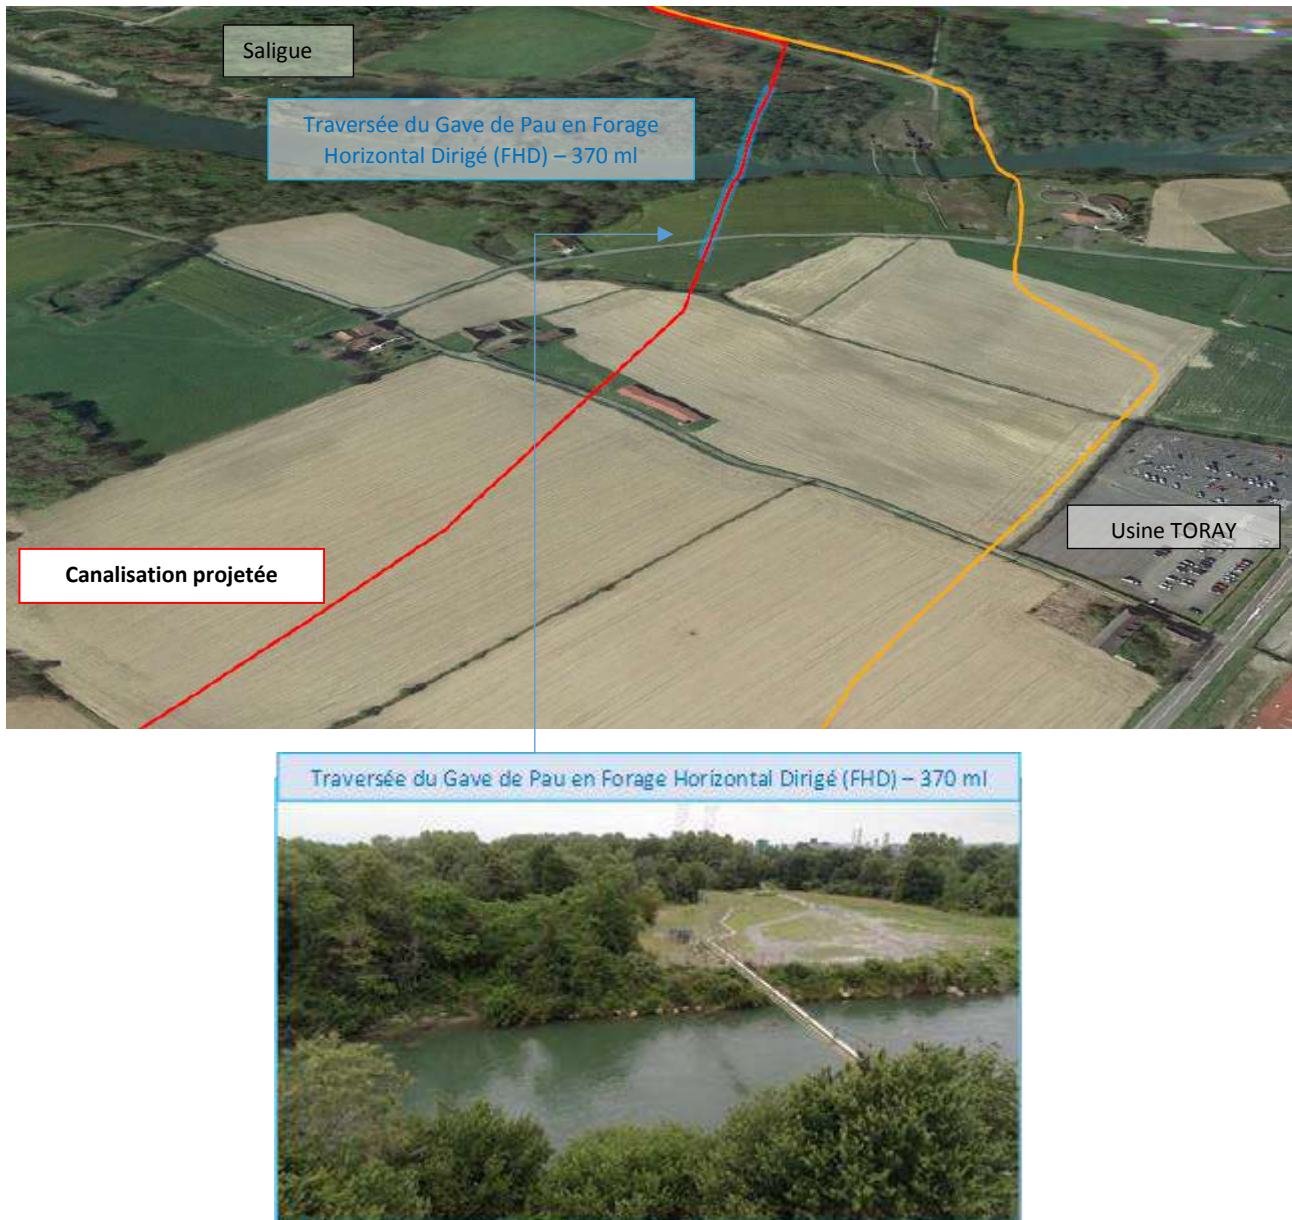 Saligue
Traversée du Gave de Pau en Forage
Horizontal Dirigé (FHD) – 370 ml
Usine TORAY
Canalisation projetée
Traversée du Gave de Pau en Forage Horizontal Dirigé (FHD) – 370 ml